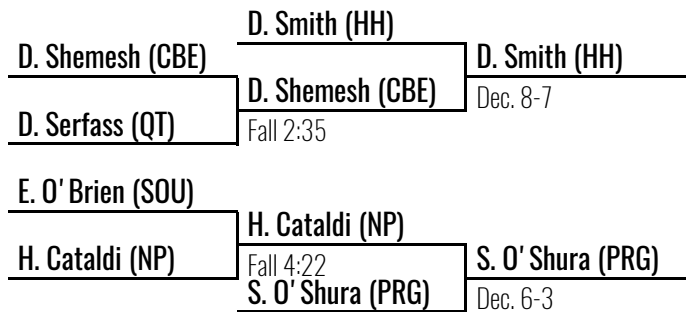 D. Smith (HH)
D. Shemesh (CBE)
D. Smith (HH)
D. Shemesh (CBE)
Dec. 8-7
D. Serfass (QT)
Fall 2:35
E. O'Brien (SOU)
H. Cataldi (NP)
H. Cataldi (NP)
Fall 4:22
S. O'Shura (PRG)
S. O'Shura (PRG)
Dec. 6-3